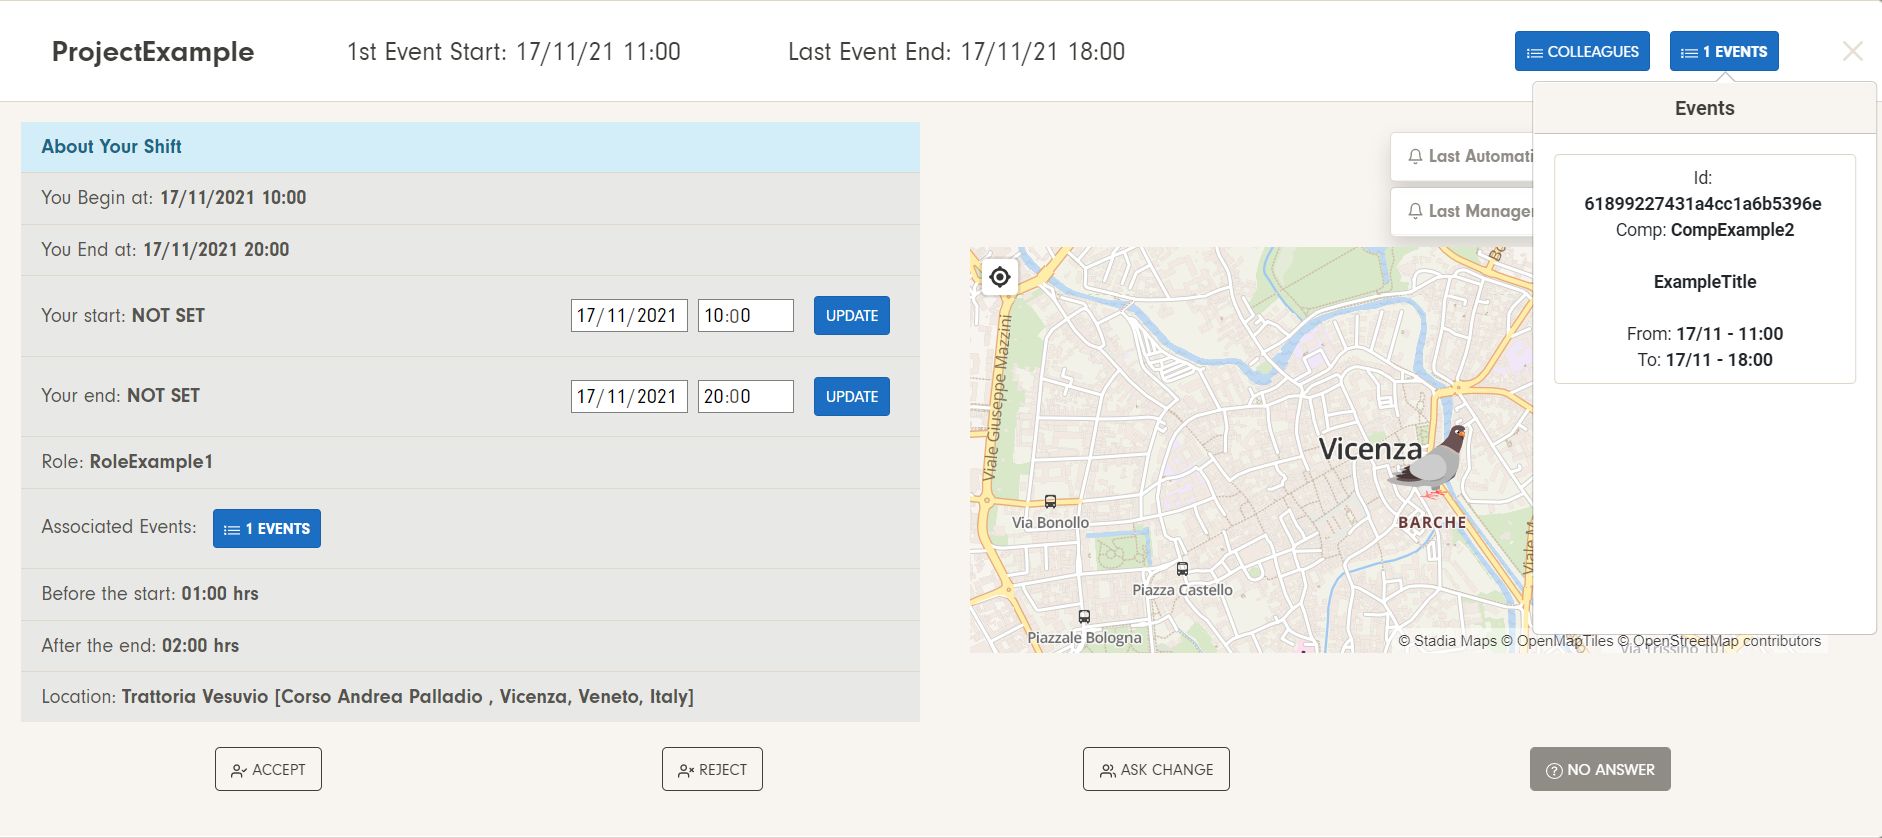 ProjectExample
1st Event Start: 17/11/21 11:00
Last Event End: 17/11/21 18:00
COLLEAGUES
1 EVENTS
About Your Shift
You Begin at: 17/11/2021 10:00
You End at: 17/11/2021 20:00
Your start: NOT SET
17/11/2021
10:00
UPDATE
Your end: NOT SET
17/11/2021
20:00
UPDATE
Role: RoleExample1
Associated Events:
1 EVENTS
Before the start: 01:00 hrs
After the end: 02:00 hrs
Location: Trattoria Vesuvio [Corso Andrea Palladio , Vicenza, Veneto, Italy]
Last Automati
Last Manager
Events
Id:
61899227431a4cc1a6b5396e
Comp: CompExample2
ExampleTitle
From: 17/11 - 11:00
To: 17/11 - 18:00
Viale Giuseppe Mazzini
Vicenza
BARCHE
Via Bonollo
Piazza Castello
Piazzale Bologna
Viale M
© Stadia Maps © OpenMapTiles © OpenStreetMap contributors
ACCEPT
REJECT
ASK CHANGE
NO ANSWER